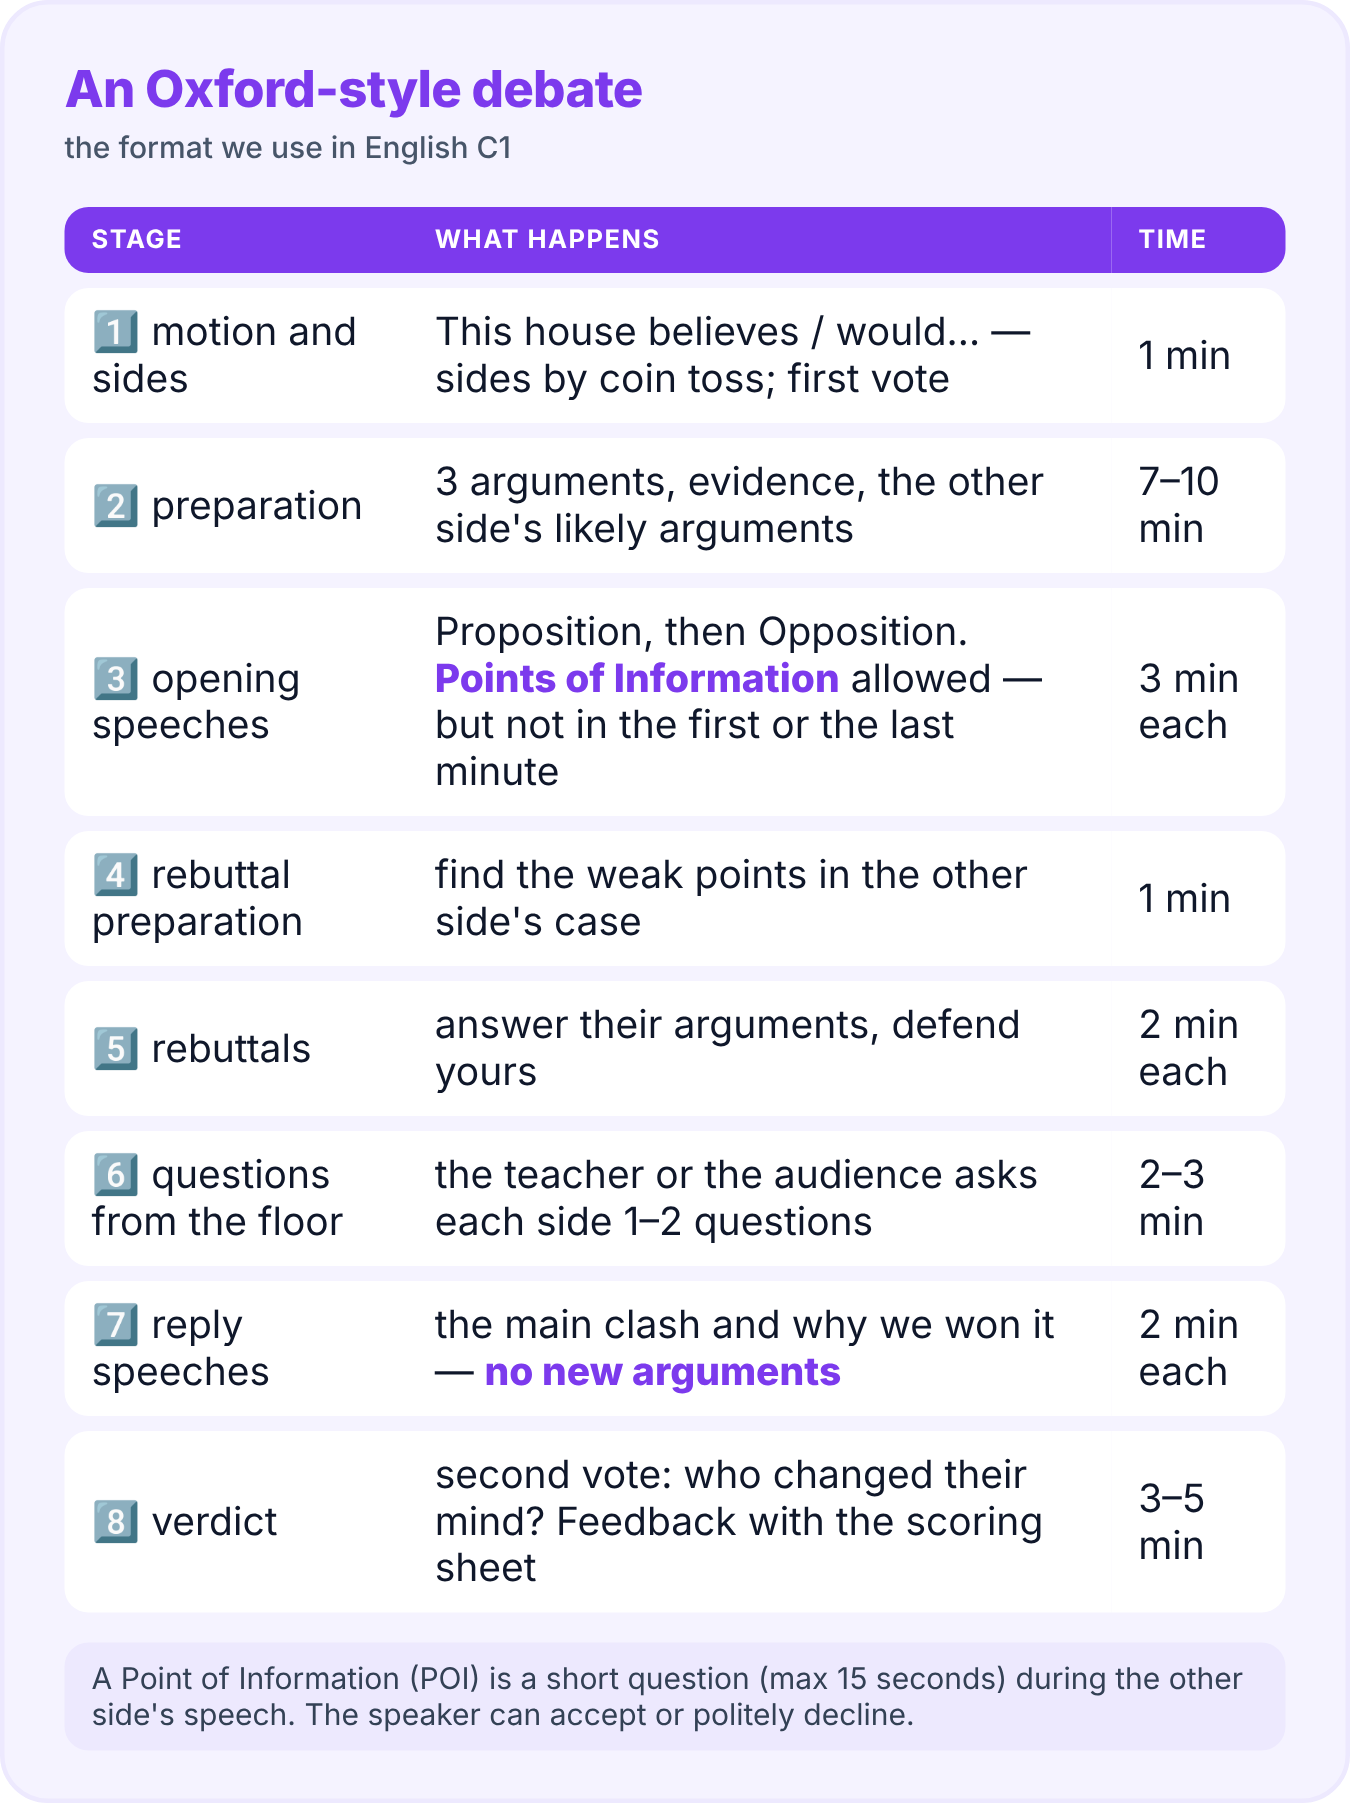 An Oxford-style debate
the format we use in English C1
STAGE WHAT HAPPENS TIME
1️⃣ motion and
sides
This house believes / would... —
sides by coin toss; first vote
1 min
2️⃣ preparation
3 arguments, evidence, the other
side's likely arguments
7–10
min
3️⃣ opening
speeches
Proposition, then Opposition.
Points of Information allowed —
but not in the first or the last
minute
3 min
each
4️⃣ rebuttal
preparation
find the weak points in the other
side's case
1 min
5️⃣ rebuttals
answer their arguments, defend
yours
2 min
each
6️⃣ questions
from the floor
the teacher or the audience asks
each side 1–2 questions
2–3
min
7️⃣ reply
speeches
the main clash and why we won it
— no new arguments
2 min
each
8️⃣ verdict
second vote: who changed their
mind? Feedback with the scoring
sheet
3–5
min
A Point of Information (POI) is a short question (max 15 seconds) during the other
side's speech. The speaker can accept or politely decline.